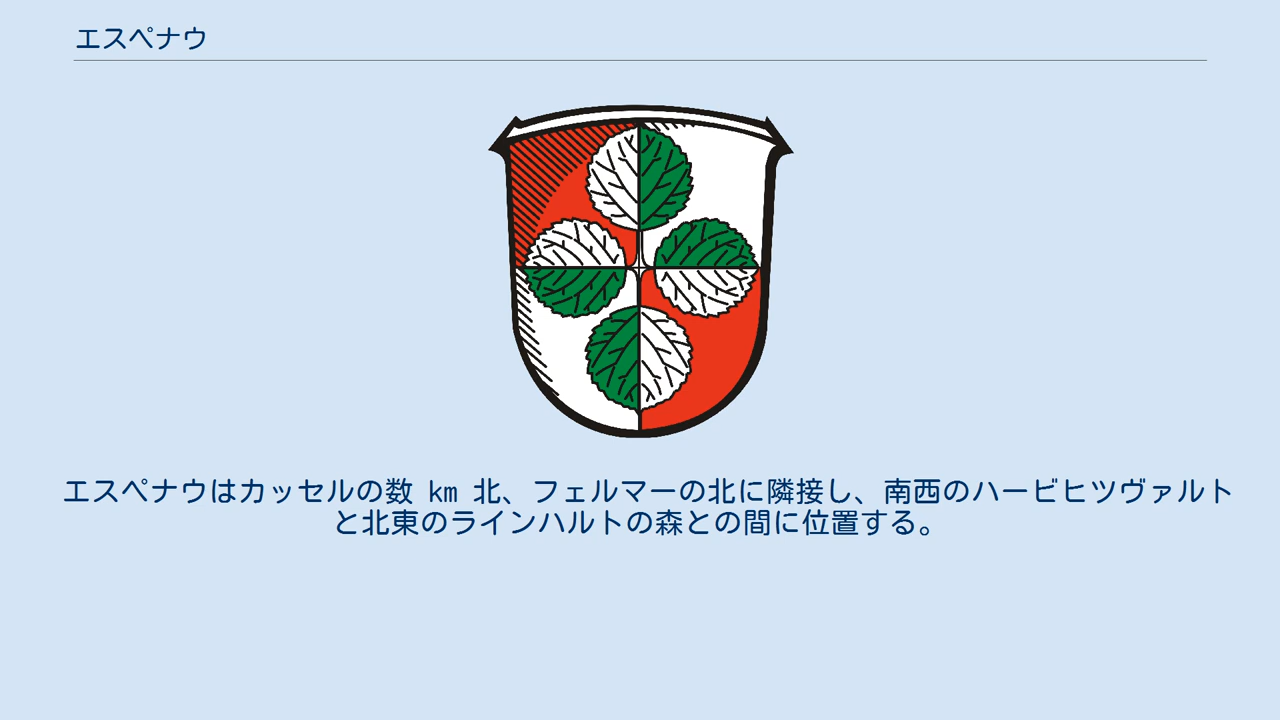 エスペナウ
エスペナウはカッセルの数 km 北、フェルマーの北に隣接し、南西のハービヒツヴァルト
と北東のラインハルトの森との間に位置する。